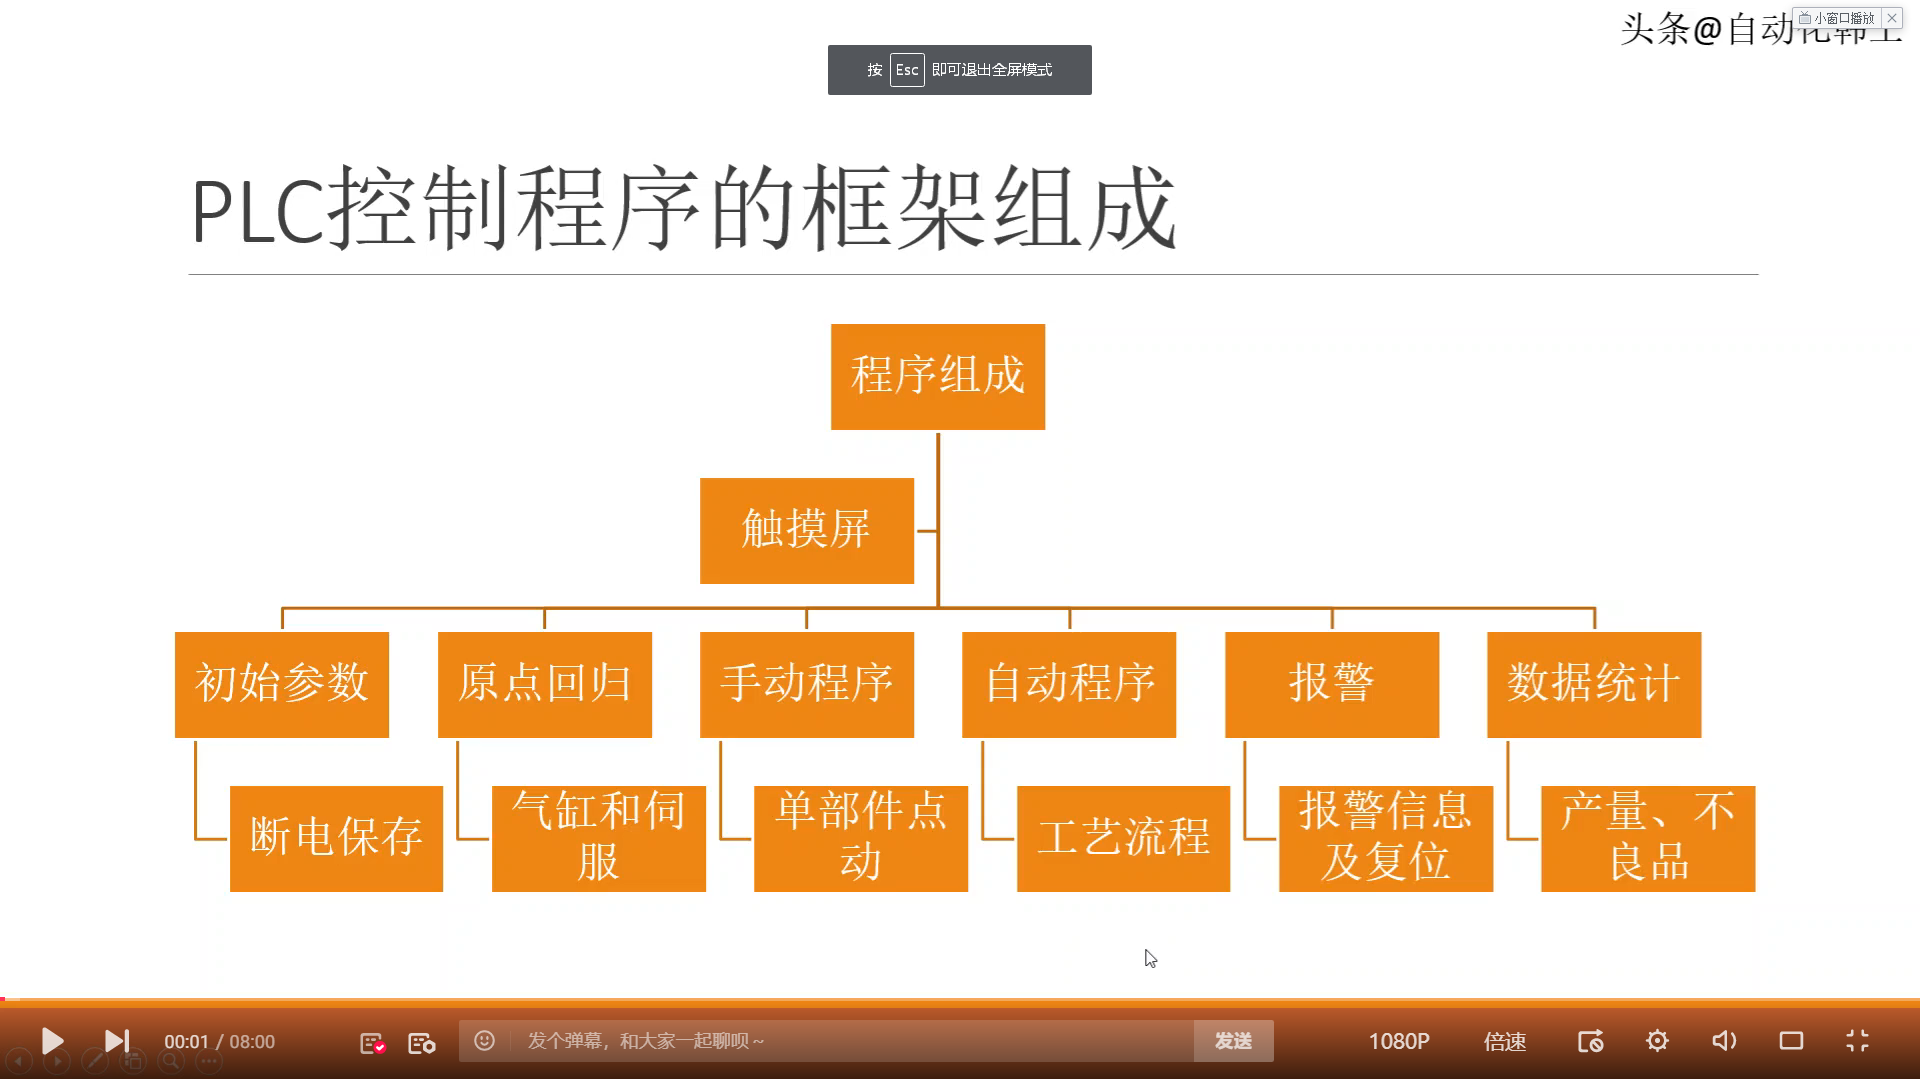 头条@自动化韩工
小窗口播放
按 Esc 即可退出全屏模式
PLC控制程序的框架组成
程序组成
触摸屏
初始参数
原点回归
手动程序
自动程序
报警
数据统计
断电保存
气缸和伺
服
单部件点
动
工艺流程
报警信息
及复位
产量、不
良品
00:01 / 08:00
发个弹幕，和大家一起聊呗～
发送
1080P
倍速